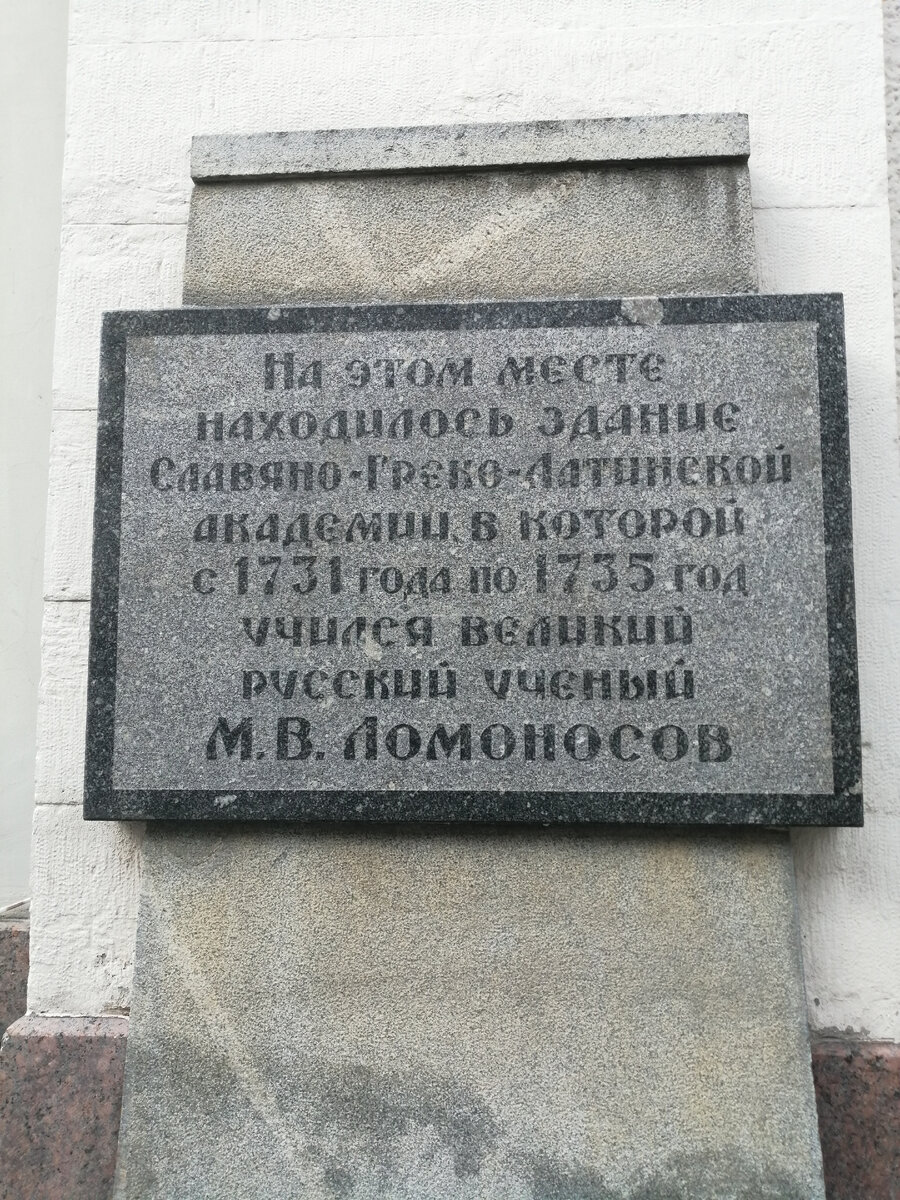 На этом месте
находилось здание
Славяно-Греко-Латинской
академии, в которой
с 1731 года по 1735 год
учился великий
русский ученый
М.В. Ломоносов